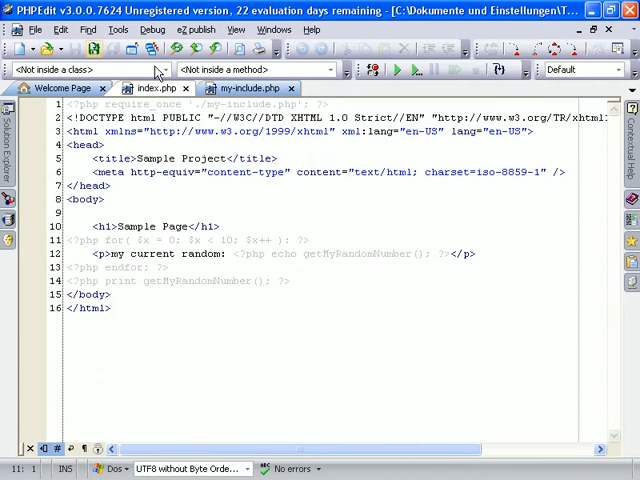 PHPEdit v3.0.0.7123 Unregistered version, 22 evaluation days remaining - [C:\Dokumente und Einstellungen\T...
File Edit Find Tools Debug eZ publish View Windows Help
<Not inside a class> <Not inside a method> Default
Welcome Page index.php my-include.php
Solution Explorer
Contextual Help
1 <?php require_once './my-include.php'; ?>
2 <!DOCTYPE html PUBLIC "-//W3C//DTD XHTML 1.0 Strict//EN" "http://www.w3.org/TR/xhtml1
3 <html xmlns="http://www.w3.org/1999/xhtml" xml:lang="en-US" lang="en-US">
4 <head>
5 <title>Sample Project</title>
6 <meta http-equiv="content-type" content="text/html; charset=iso-8859-1" />
7 </head>
8 <body>
9
10 <h1>Sample Page</h1>
11 <?php for( $x = 0; $x < 10; $x++ ): ?>
12 <p>my current random: <?php echo getMyRandomNumber(); ?></p>
13 <?php endfor; ?>
14 <?php print getMyRandomNumber(); ?>
15 </body>
16 </html>
11: 1 INS Dos UTF8 without Byte Orde... No errors